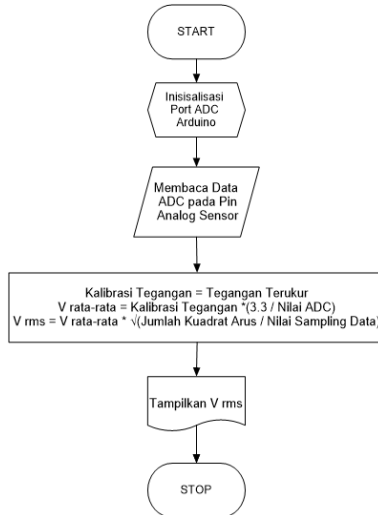 START
Inisisalisasi
Port ADC
Arduino
Membaca Data
ADC pada Pin
Analog Sensor
Kalibrasi Tegangan = Tegangan Terukur
V rata-rata = Kalibrasi Tegangan *(3.3 / Nilai ADC)
V rms = V rata-rata * √(Jumlah Kuadrat Arus / Nilai Sampling Data)
Tampilkan V rms
STOP